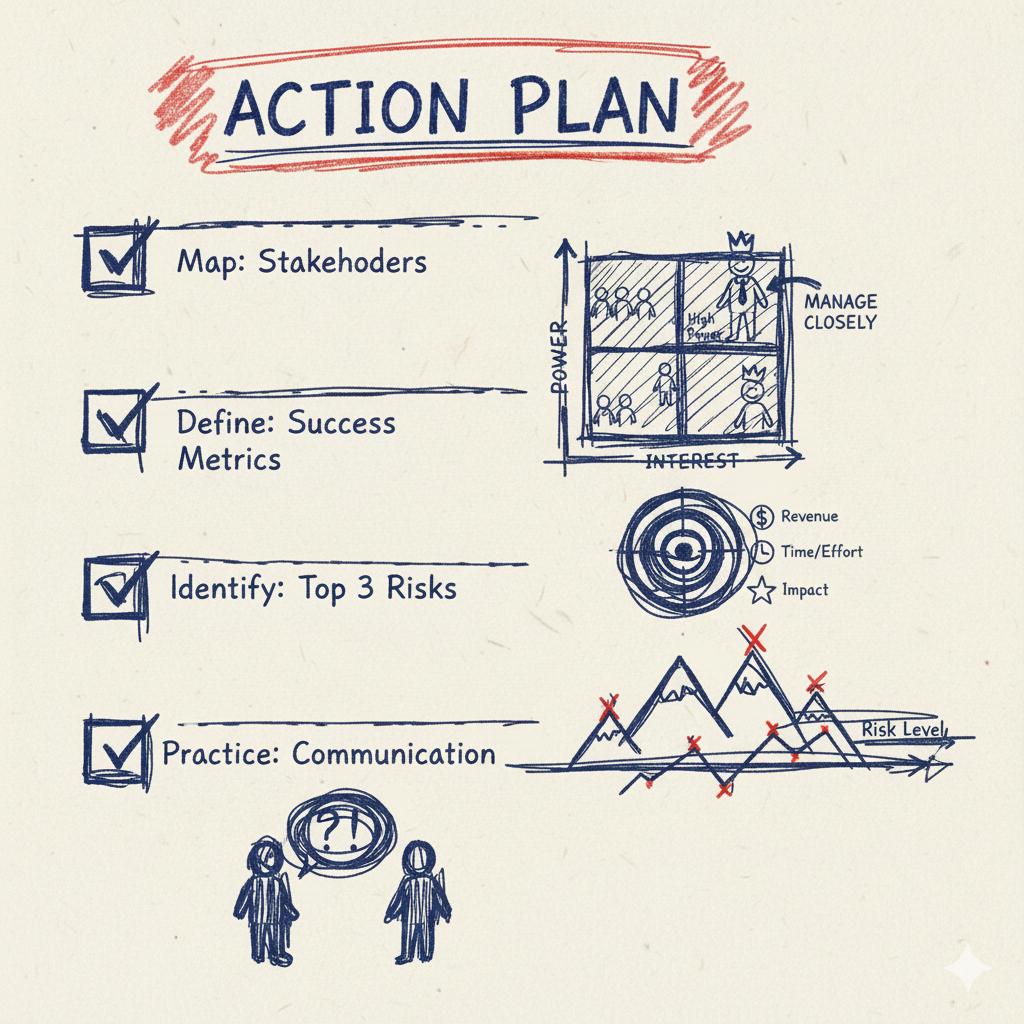 ACTION PLAN
Map: Stakehoders
POWER
High
Power
MANAGE
CLOSELY
INTEREST
Define: Success
Metrics
$ Revenue
Time/Effort
Impact
Identify: Top 3 Risks
Risk Level
Practice: Communication
?!